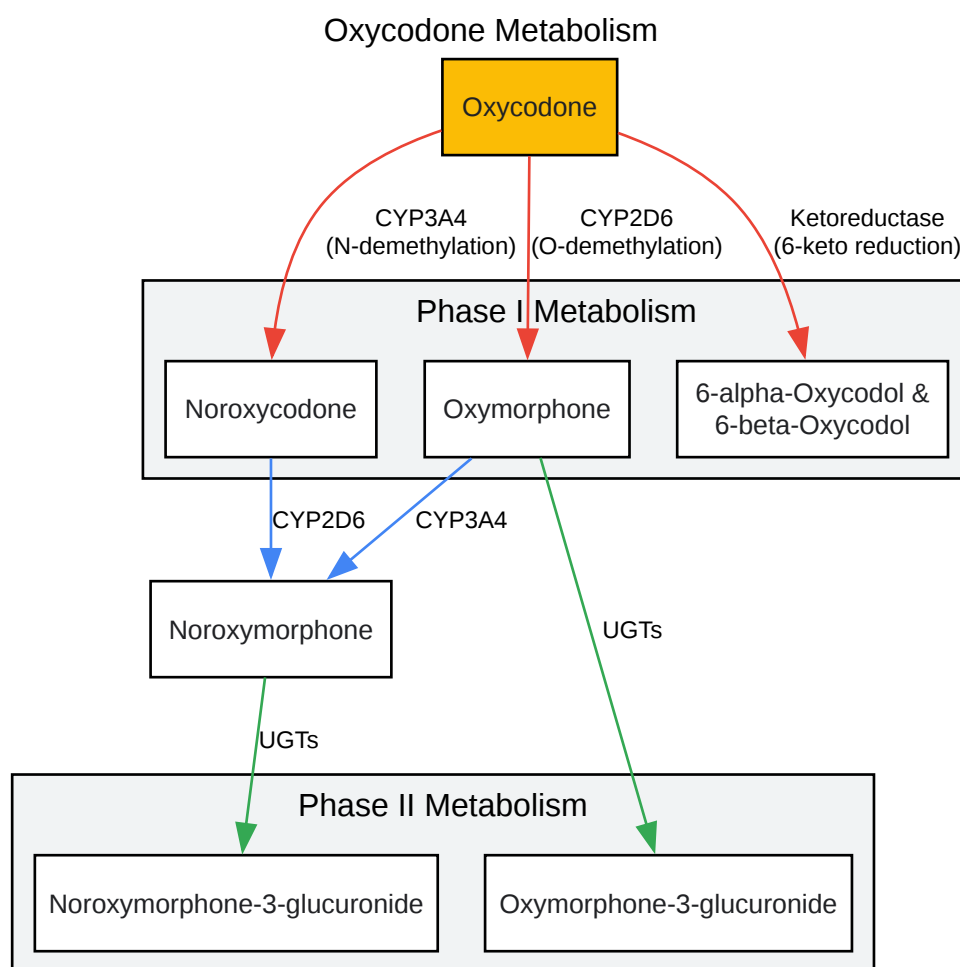 Oxycodone Metabolism
Oxycodone
CYP3A4
(N-demethylation)
CYP2D6
(O-demethylation)
Ketoreductase
(6-keto reduction)
Phase I Metabolism
Noroxycodone
Oxymorphone
6-alpha-Oxycodol &
6-beta-Oxycodol
CYP2D6
CYP3A4
Noroxymorphone
UGTs
UGTs
Phase II Metabolism
Noroxymorphone-3-glucuronide
Oxymorphone-3-glucuronide